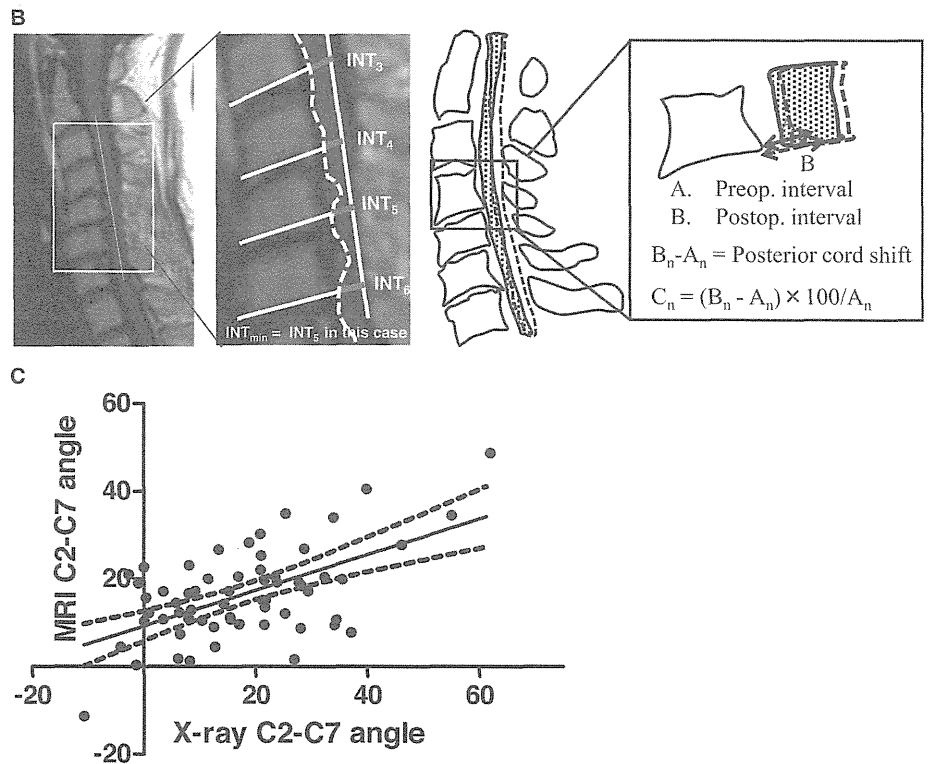 B
INT3
INT4
INT5
INT6
INTmin = INT5 in this case
B
A. Preop. interval
B. Postop. interval
Bn-An = Posterior cord shift
Cn = (Bn - An) × 100/An
C
60
40
20
-20
-20
20
40
60
MRI C2-C7 angle
X-ray C2-C7 angle